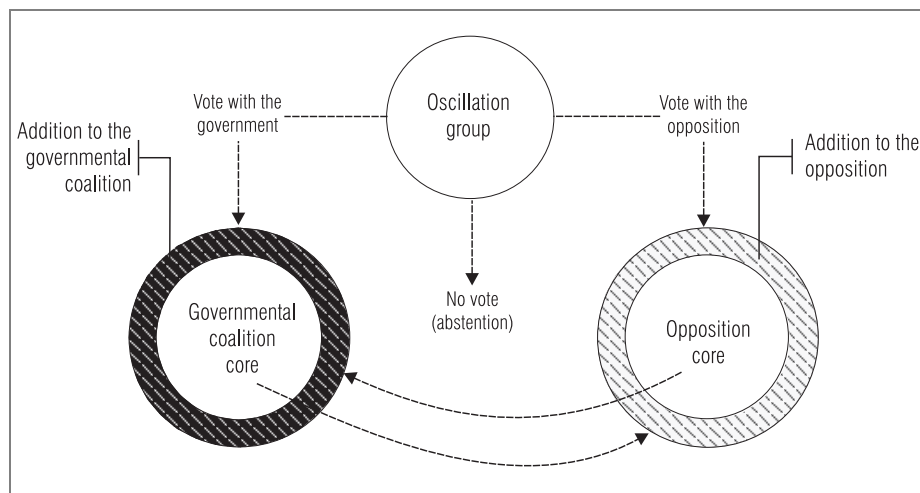 Oscillation
group
Vote with the
government
Vote with the
opposition
Addition to the
governmental
coalition
Addition to the
opposition
No vote
(abstention)
Governmental
coalition
core
Opposition
core